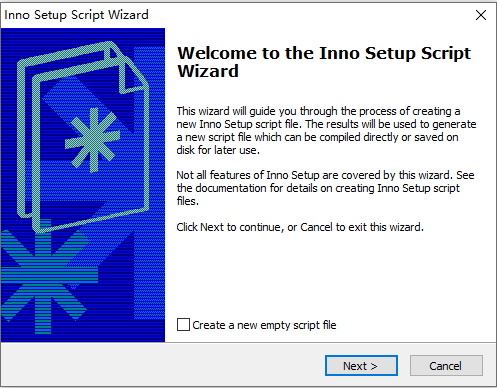 Inno Setup Script Wizard
Welcome to the Inno Setup Script
Wizard
This wizard will guide you through the process of creating a
new Inno Setup script file. The results will be used to generate
a new script file which can be compiled directly or saved on
disk for later use.
Not all features of Inno Setup are covered by this wizard. See
the documentation for details on creating Inno Setup script
files.
Click Next to continue, or Cancel to exit this wizard.
Create a new empty script file
Next >
Cancel